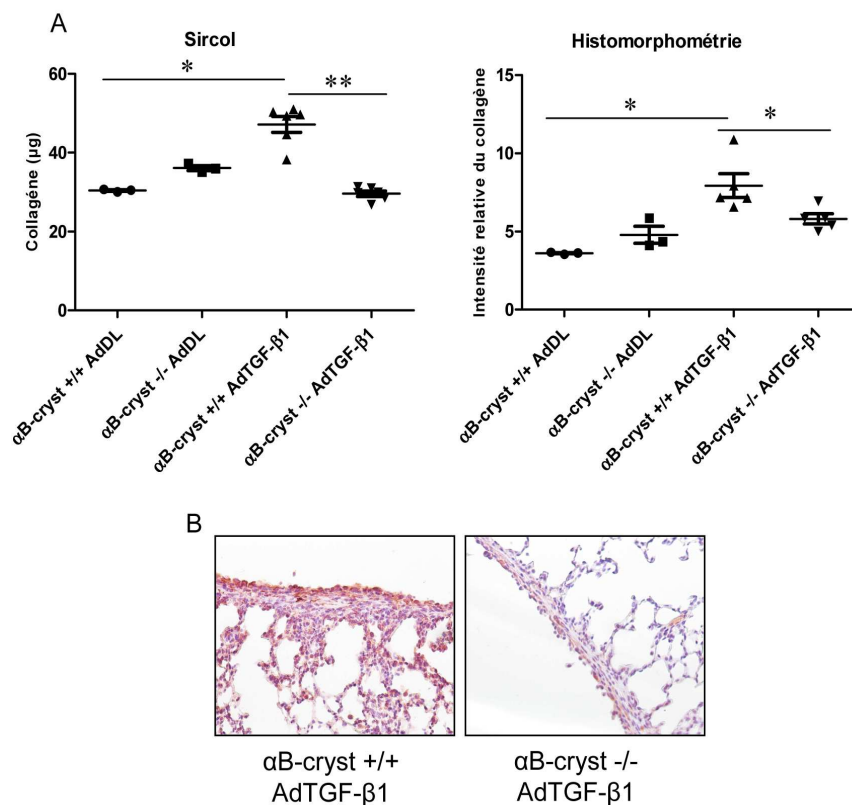 A
Sircol
Collagène (µg)
60
40
20
0
*
**
αB-cryst +/+ AdDL
αB-cryst -/- AdDL
αB-cryst +/+ AdTGF-β1
αB-cryst -/- AdTGF-β1
Histomorphométrie
Intensité relative du collagène
15
10
5
0
*
*
αB-cryst +/+ AdDL
αB-cryst -/- AdDL
αB-cryst +/+ AdTGF-β1
αB-cryst -/- AdTGF-β1
B
αB-cryst +/+
AdTGF-β1
αB-cryst -/-
AdTGF-β1